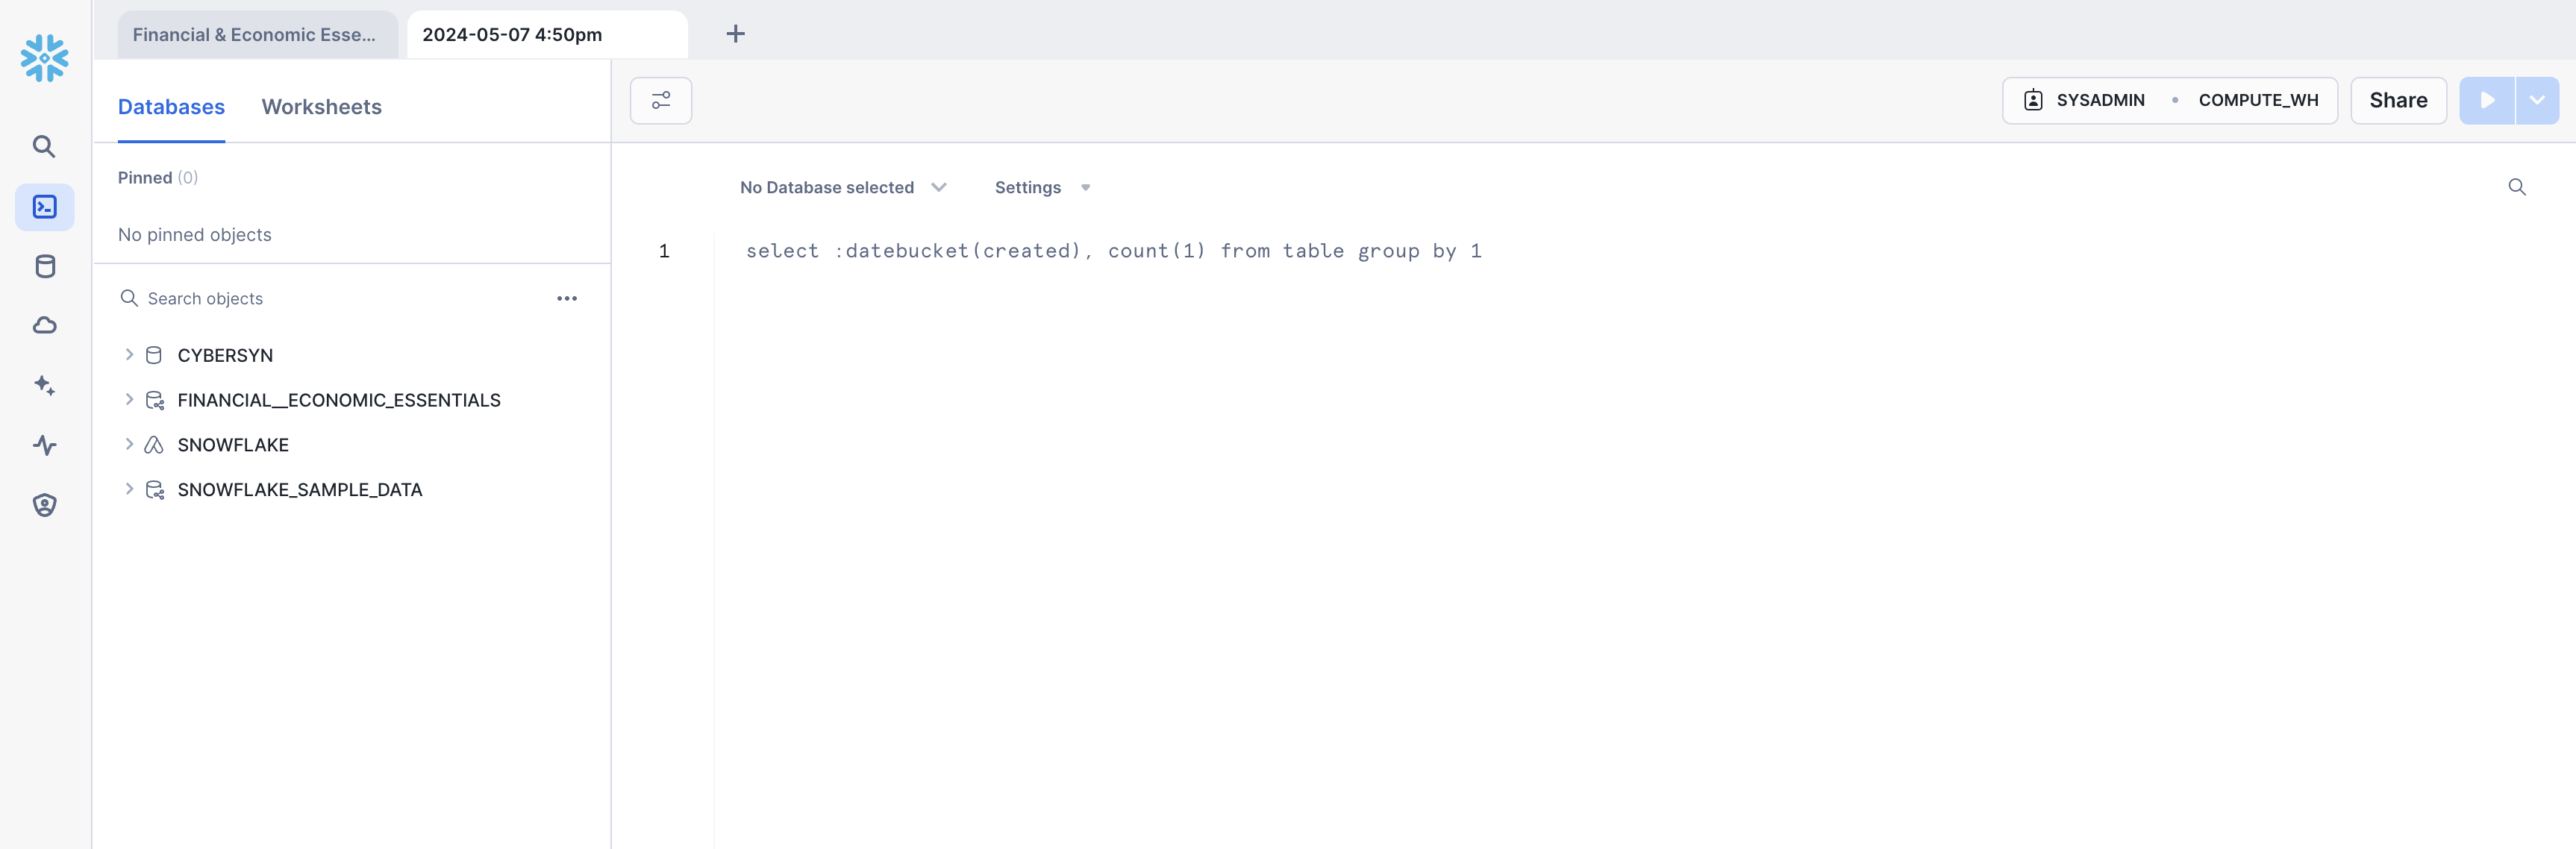 Financial & Economic Esse...
2024-05-07 4:50pm
Databases
Worksheets
SYSADMIN • COMPUTE_WH
Share
Pinned (0)
No pinned objects
No Database selected
Settings
Search objects
CYBERSYN
FINANCIAL__ECONOMIC_ESSENTIALS
SNOWFLAKE
SNOWFLAKE_SAMPLE_DATA
1
select :datebucket(created), count(1) from table group by 1